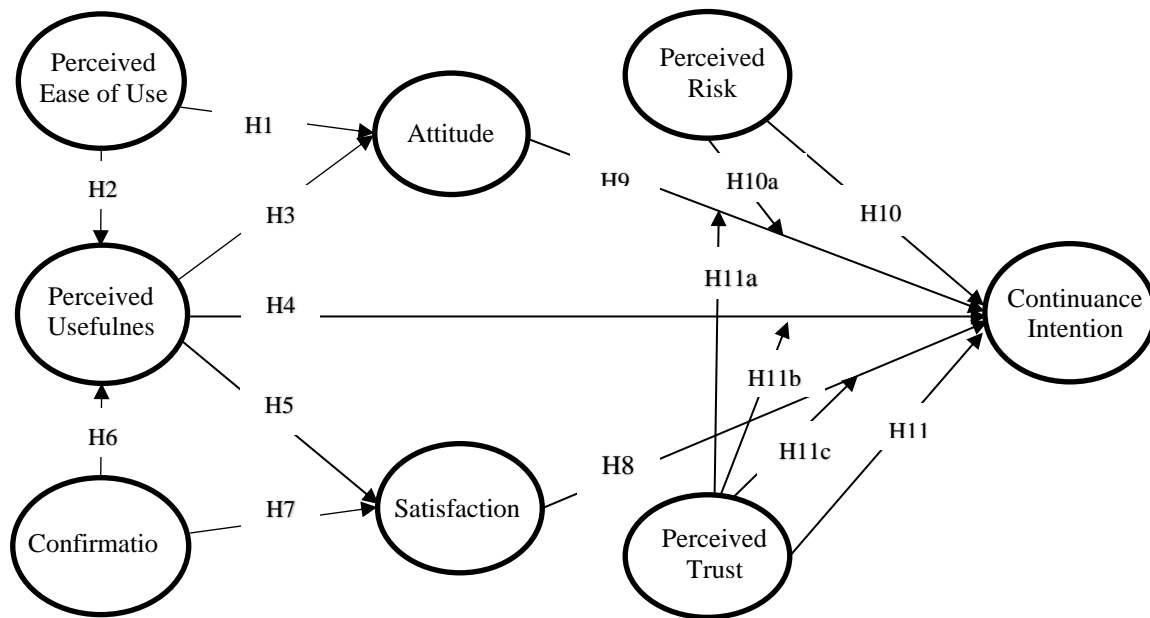 Perceived
Ease of Use
Perceived
Risk
H1
Attitude
H2
H3
H9
H10a
H10
H11a
Perceived
Usefulnes
H4
Continuance
Intention
H5
H11b
H6
H7
Satisfaction
H8
H11c
H11
Confirmatio
Perceived
Trust